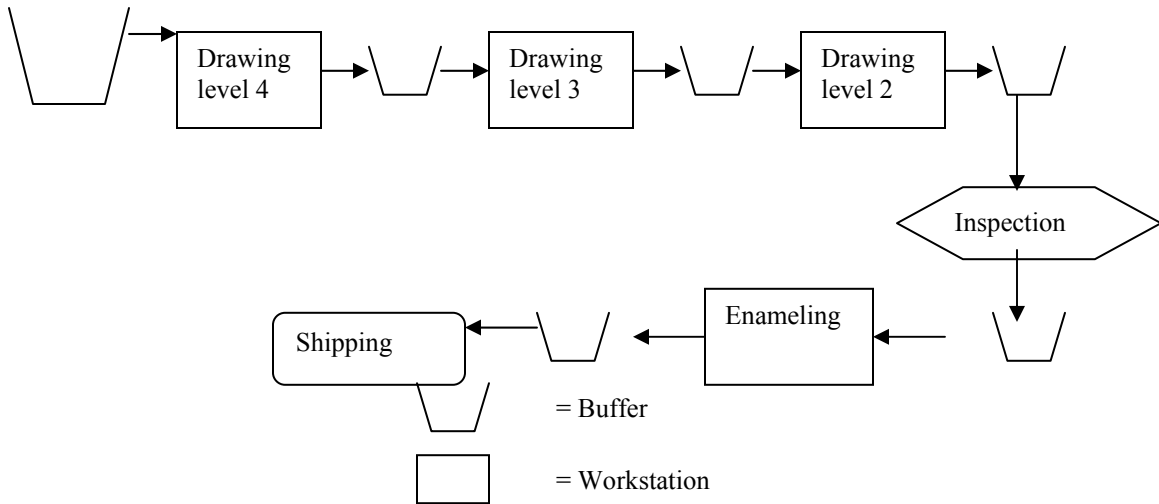 Drawing
level 4
Drawing
level 3
Drawing
level 2
Inspection
Enameling
Shipping
= Buffer
= Workstation